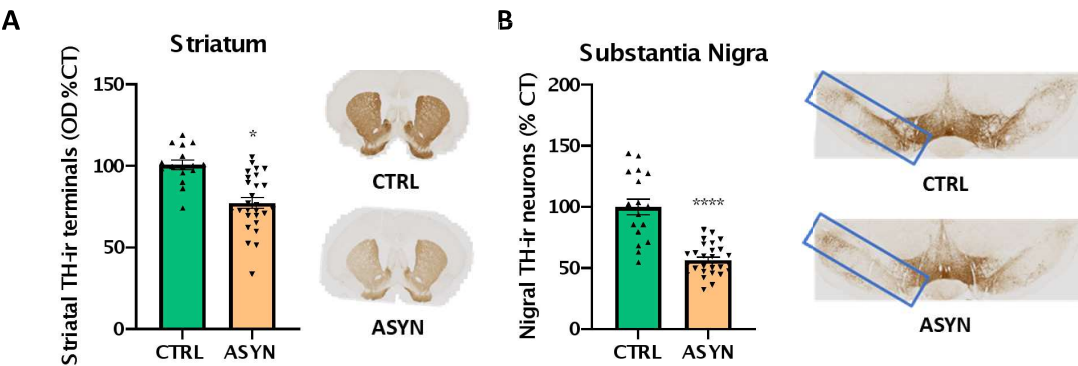 A
Striatum
Striatal TH-ir terminals (OD %CT)
150
100
50
0
*
CTRL
ASYN
CTRL
ASYN
B
Substantia Nigra
Nigral TH-ir neurons (% CT)
200
150
100
50
0
****
CTRL
ASYN
CTRL
ASYN